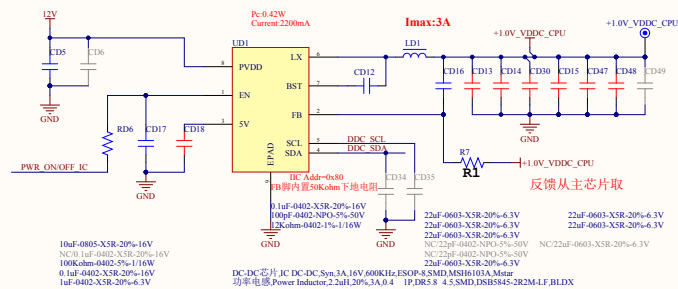 12V
Pc:0.42W
Current:2200mA
Imax:3A
+1.0V_VDDC_CPU
+1.0V_VDDC_CPU
UD1
LD1
CD5
CD6
8
PVDD
LX
6
CD12
BST
7
CD16
CD13
CD14
CD30
CD15
CD47
CD48
CD49
GND
1
EN
FB
2
GND
RD6
CD17
CD18
3
5V
SCL
5
DDC_SCL
SDA
4
DDC_SDA
EPAD
9
R7
R1
+1.0V_VDDC_CPU
PWR_ON/OFF_IC
GND
IIC Addr=0x80
FB脚内置50Kohm下地电阻
CD34
CD35
反馈从主芯片取
GND
GND
0.1uF-0402-X5R-20%-16V
100pF-0402-NPO-5%-50V
12Kohm-0402-1%-1/16W
22uF-0603-X5R-20%-6.3V
22uF-0603-X5R-20%-6.3V
22uF-0603-X5R-20%-6.3V
22uF-0603-X5R-20%-6.3V
22uF-0603-X5R-20%-6.3V
NC/22pF-0402-NPO-5%-50V
NC/22uF-0603-X5R-20%-6.3V
NC/22pF-0402-NPO-5%-50V
22uF-0603-X5R-20%-6.3V
10uF-0805-X5R-20%-16V
NC/0.1uF-0402-X5R-20%-16V
100Kohm-0402-5%-1/16W
0.1uF-0402-X5R-20%-16V
1uF-0402-X5R-20%-6.3V
DC-DC芯片,IC DC-DC,Syn,3A,16V,600KHz,ESOP-8,SMD,MSH6103A,Mstar
功率电感,Power Inductor,2.2uH,20%,3A,0.4 1P,DR5.8 4.5,SMD,DSB5845-2R2M-LF,BLDX